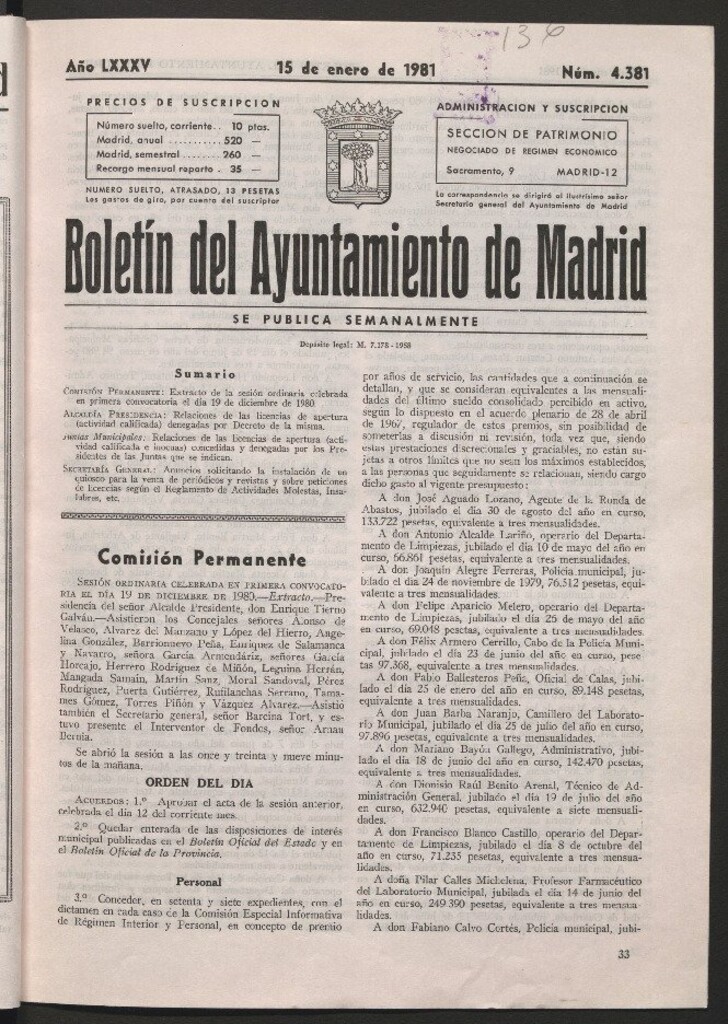 136
Año LXXXV
15 de enero de 1981
Núm. 4.381
PRECIOS DE SUSCRIPCION
Número suelto, corriente.. 10 ptas.
Madrid, anual ........... 520 —
Madrid, semestral ....... 260 —
Recargo mensual reparto . 35 —
NUMERO SUELTO, ATRASADO, 13 PESETAS
Los gastos de giro, por cuenta del suscriptor
ADMINISTRACION Y SUSCRIPCION
SECCION DE PATRIMONIO
NEGOCIADO DE REGIMEN ECONOMICO
Sacramento, 9 MADRID-12
La correspondencia se dirigirá al ilustrísimo señor
Secretario general del Ayuntamiento de Madrid
Boletín del Ayuntamiento de Madrid
SE PUBLICA SEMANALMENTE
Depósito legal: M. 7.178 - 1958
Sumario
COMISIÓN PERMANENTE: Extracto de la sesión ordinaria celebrada
en primera convocatoria el día 19 de diciembre de 1980.
ALCALDÍA PRESIDENCIA: Relaciones de las licencias de apertura
(actividad calificada) denegadas por Decreto de la misma.
Juntas Municipales: Relaciones de las licencias de apertura (acti-
vidad calificada e inocuas) concedidas y denegadas por los Pre-
sidentes de las Juntas que se indican.
SECRETARÍA GENERAL: Anuncios solicitando la instalación de un
quiosco para la venta de periódicos y revistas y sobre peticiones
de licencias según el Reglamento de Actividades Molestas, Insa-
lubres, etc.
Comisión Permanente
SESIÓN ORDINARIA CELEBRADA EN PRIMERA CONVOCATO-
RIA EL DÍA 19 DE DICIEMBRE DE 1980.—Extracto.—Pre-
sidencia del señor Alcalde Presidente, don Enrique Tierno
Galván.—Asistieron los Concejales señores Alonso de
Velasco, Alvarez del Manzano y López del Hierro, Ange-
lina González, Barrionuevo Peña, Enríquez de Salamanca
y Navarro, señora García Armendáriz, señores García
Horcajo, Herrero Rodríguez de Miñón, Leguina Herrán,
Mangada Samain, Martín Sanz, Moral Sandoval, Pérez
Rodríguez, Puerta Gutiérrez, Rufilanchas Serrano, Tama-
mes Gómez, Torres Piñón y Vázquez Alvarez.—Asistió
también el Secretario general, señor Barcina Tort, y es-
tuvo presente el Interventor de Fondos, señor Arnau
Bernia.
Se abrió la sesión a las once y treinta y nueve minu-
tos de la mañana.
ORDEN DEL DIA
ACUERDOS: 1.º Aprobar el acta de la sesión anterior,
celebrada el día 12 del corriente mes.
2.º Quedar enterada de las disposiciones de interés
municipal publicadas en el Boletín Oficial del Estado y en
el Boletín Oficial de la Provincia.
Personal
3.º Conceder, en setenta y siete expedientes, con el
dictamen en cada caso de la Comisión Especial Informativa
de Régimen Interior y Personal, en concepto de premio
por años de servicio, las cantidades que a continuación se
detallan, y que se consideran equivalentes a las mensuali-
dades del último sueldo consolidado percibido en activo,
según lo dispuesto en el acuerdo plenario de 28 de abril
de 1967, regulador de estos premios, sin posibilidad de
someterlas a discusión ni revisión, toda vez que, siendo
estas prestaciones discrecionales y graciables, no están su-
jetas a otros límites que no sean los máximos establecidos,
a las personas que seguidamente se relacionan, siendo cargo
dicho gasto al vigente presupuesto:
A don José Aguado Lozano, Agente de la Ronda de
Abastos, jubilado el día 30 de agosto del año en curso,
133.722 pesetas, equivalente a tres mensualidades.
A don Antonio Alcalde Lariño, operario del Departa-
mento de Limpiezas, jubilado el día 10 de mayo del año en
curso, 66.861 pesetas, equivalente a tres mensualidades.
A don Joaquín Alegre Ferreras, Policía municipal, ju-
bilado el día 24 de noviembre de 1979, 76.512 pesetas, equi-
valente a tres mensualidades.
A don Felipe Aparicio Melero, operario del Departa-
mento de Limpiezas, jubilado el día 26 de mayo del año
en curso, 69.048 pesetas, equivalente a tres mensualidades.
A don Félix Armero Cerrillo, Cabo de la Policía Muni-
cipal, jubilado el día 23 de junio del año en curso, pese
tas 97.368, equivalente a tres mensualidades.
A don Pablo Ballesteros Peña, Oficial de Calas, jubi-
lado el día 25 de enero del año en curso, 89.148 pesetas,
equivalente a tres mensualidades.
A don Juan Barba Naranjo, Camillero del Laborato-
rio Municipal, jubilado el día 25 de julio del año en curso,
97.896 pesetas, equivalente a tres mensualidades.
A don Mariano Bayón Gallego, Administrativo, jubi-
lado el día 18 de junio del año en curso, 142.470 pesetas,
equivalente a tres mensualidades.
A don Dionisio Raúl Benito Arenal, Técnico de Ad-
ministración General, jubilado el día 19 de julio del año
en curso, 632.940 pesetas, equivalente a siete mensuali-
dades.
A don Francisco Blanco Castillo, operario del Depar-
tamento de Limpiezas, jubilado el día 8 de octubre del
año en curso, 71.235 pesetas, equivalente a tres mensua-
lidades.
A doña Pilar Calles Michelena, Profesor Farmacéutico
del Laboratorio Municipal, jubilada el día 14 de junio del
año en curso, 249.390 pesetas, equivalente a tres mensua-
lidades.
A don Fabiano Calvo Cortés, Policía municipal, jubi-
33